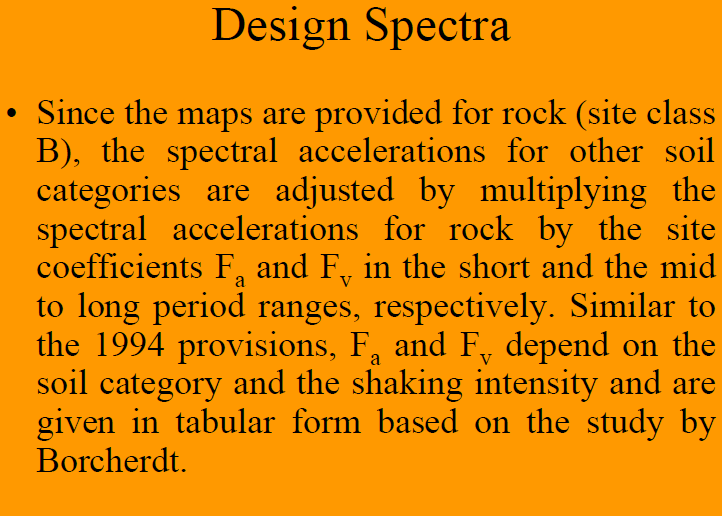 Design Spectra
• Since the maps are provided for rock (site class
B), the spectral accelerations for other soil
categories are adjusted by multiplying the
spectral accelerations for rock by the site
coefficients Fa and Fv in the short and the mid
to long period ranges, respectively. Similar to
the 1994 provisions, Fa and Fv depend on the
soil category and the shaking intensity and are
given in tabular form based on the study by
Borcherdt.